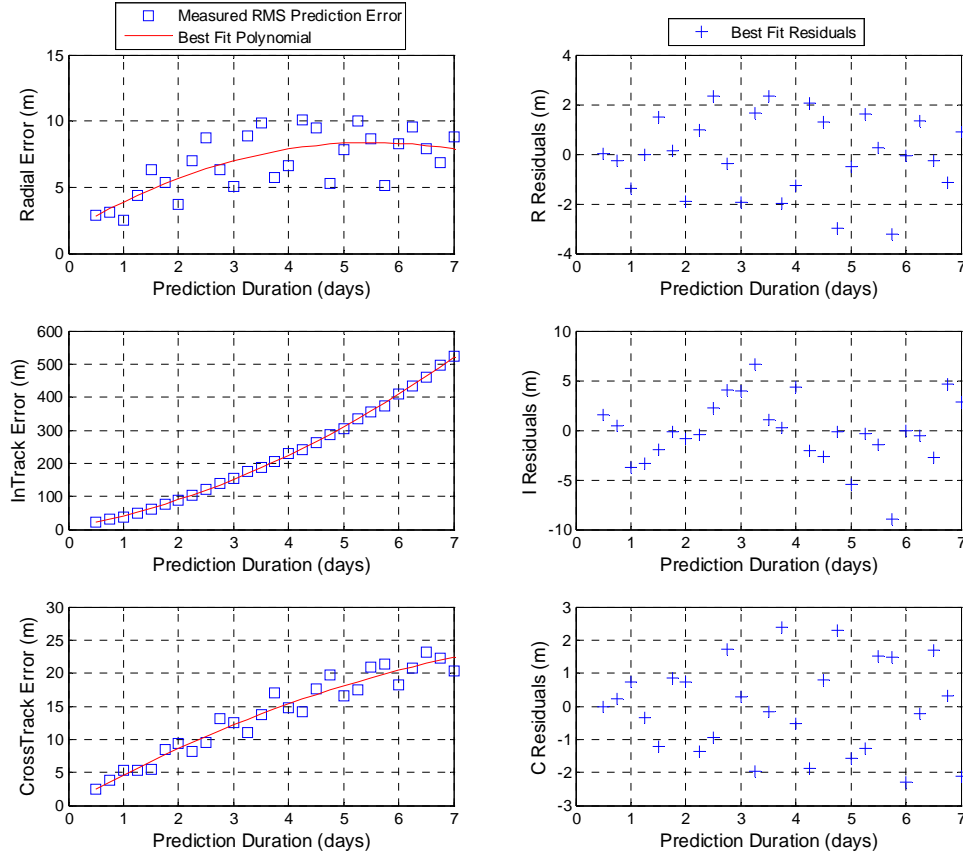 Measured RMS Prediction Error
Best Fit Polynomial
Best Fit Residuals
15
10
5
0
Radial Error (m)
0 1 2 3 4 5 6 7
Prediction Duration (days)
4
2
0
-2
-4
R Residuals (m)
0 1 2 3 4 5 6 7
Prediction Duration (days)
600
500
400
300
200
100
0
InTrack Error (m)
0 1 2 3 4 5 6 7
Prediction Duration (days)
10
5
0
-5
-10
I Residuals (m)
0 1 2 3 4 5 6 7
Prediction Duration (days)
30
25
20
15
10
5
0
CrossTrack Error (m)
0 1 2 3 4 5 6 7
Prediction Duration (days)
3
2
1
0
-1
-2
-3
C Residuals (m)
0 1 2 3 4 5 6 7
Prediction Duration (days)